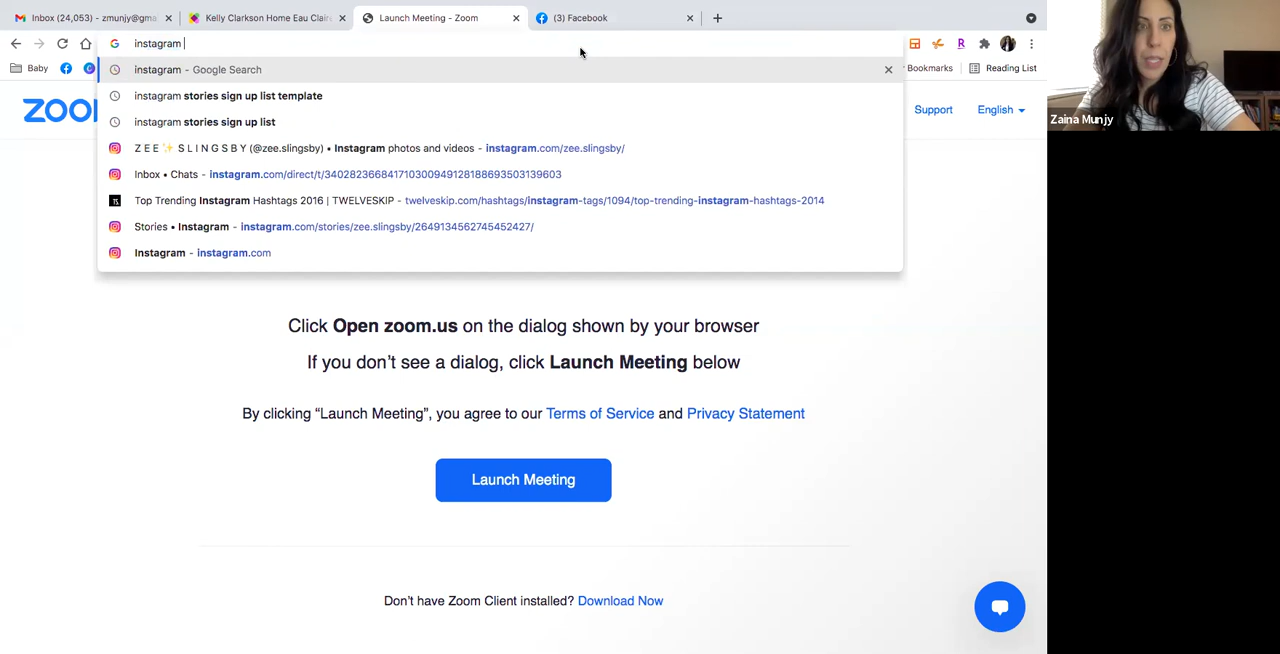 Inbox (24,053) - zmunjy@gma
Kelly Clarkson Home Eau Claire
Launch Meeting - Zoom
(3) Facebook
instagram
Baby
Bookmarks
Reading List
instagram - Google Search
instagram stories sign up list template
instagram stories sign up list
Z E E ✨ S L I N G S B Y (@zee.slingsby) • Instagram photos and videos - instagram.com/zee.slingsby/
Inbox • Chats - instagram.com/direct/t/340282366841710300949128188693503139603
Top Trending Instagram Hashtags 2016 | TWELVESKIP - twelveskip.com/hashtags/instagram-tags/1094/top-trending-instagram-hashtags-2014
Stories • Instagram - instagram.com/stories/zee.slingsby/2649134562745452427/
Instagram - instagram.com
ZOO
Support
English
Zaina Munjy
Click Open zoom.us on the dialog shown by your browser
If you don’t see a dialog, click Launch Meeting below
By clicking “Launch Meeting”, you agree to our Terms of Service and Privacy Statement
Launch Meeting
Don’t have Zoom Client installed? Download Now